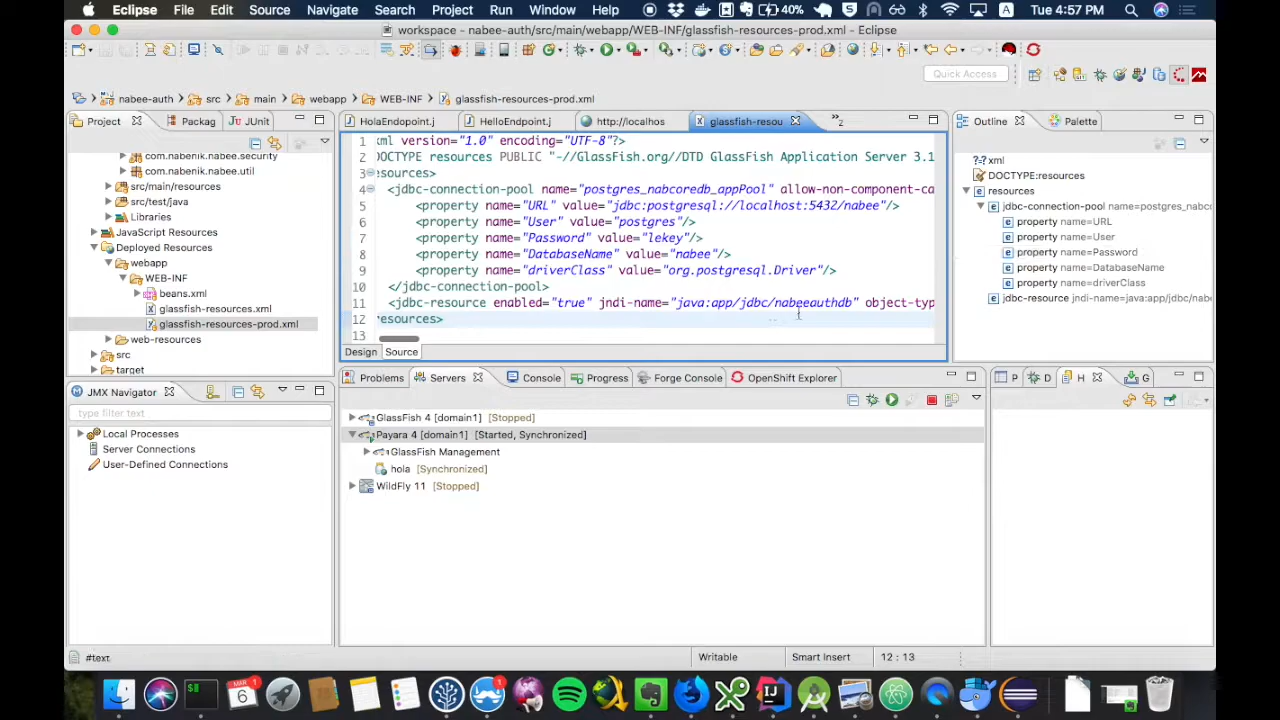 Eclipse File Edit Source Navigate Search Project Run Window Help 40% S A Tue 4:57 PM
workspace - nabee-auth/src/main/webapp/WEB-INF/glassfish-resources-prod.xml - Eclipse
Quick Access
nabee-auth src main webapp WEB-INF glassfish-resources-prod.xml
Project Packag JUnit
com.nabenik.nabee.security
com.nabenik.nabee.util
src/main/resources
src/test/java
Libraries
JavaScript Resources
Deployed Resources
webapp
WEB-INF
beans.xml
glassfish-resources.xml
glassfish-resources-prod.xml
web-resources
src
target
HolaEndpoint.j HelloEndpoint.j http://localhos glassfish-resou »2
1 xml version="1.0" encoding="UTF-8"?>
2 DOCTYPE resources PUBLIC "-//GlassFish.org//DTD GlassFish Application Server 3.1
3 esources>
4 <jdbc-connection-pool name="postgres_nabcoredb_appPool" allow-non-component-ca
5 <property name="URL" value="jdbc:postgresql://localhost:5432/nabee"/>
6 <property name="User" value="postgres"/>
7 <property name="Password" value="lekey"/>
8 <property name="DatabaseName" value="nabee"/>
9 <property name="driverClass" value="org.postgresql.Driver"/>
10 </jdbc-connection-pool>
11 <jdbc-resource enabled="true" jndi-name="java:app/jdbc/nabeeauthdb" object-typ
12 resources>
13
Design Source
Outline Palette
xml
DOCTYPE:resources
resources
jdbc-connection-pool name=postgres_nabc
property name=URL
property name=User
property name=Password
property name=DatabaseName
property name=driverClass
jdbc-resource jndi-name=java:app/jdbc/na
JMX Navigator
type filter text
Local Processes
Server Connections
User-Defined Connections
Problems Servers Console Progress Forge Console OpenShift Explorer
GlassFish 4 [domain1] [Stopped]
Payara 4 [domain1] [Started, Synchronized]
GlassFish Management
hola [Synchronized]
WildFly 11 [Stopped]
P D H G
#text Writable Smart Insert 12 : 13
MAR 6 1 1